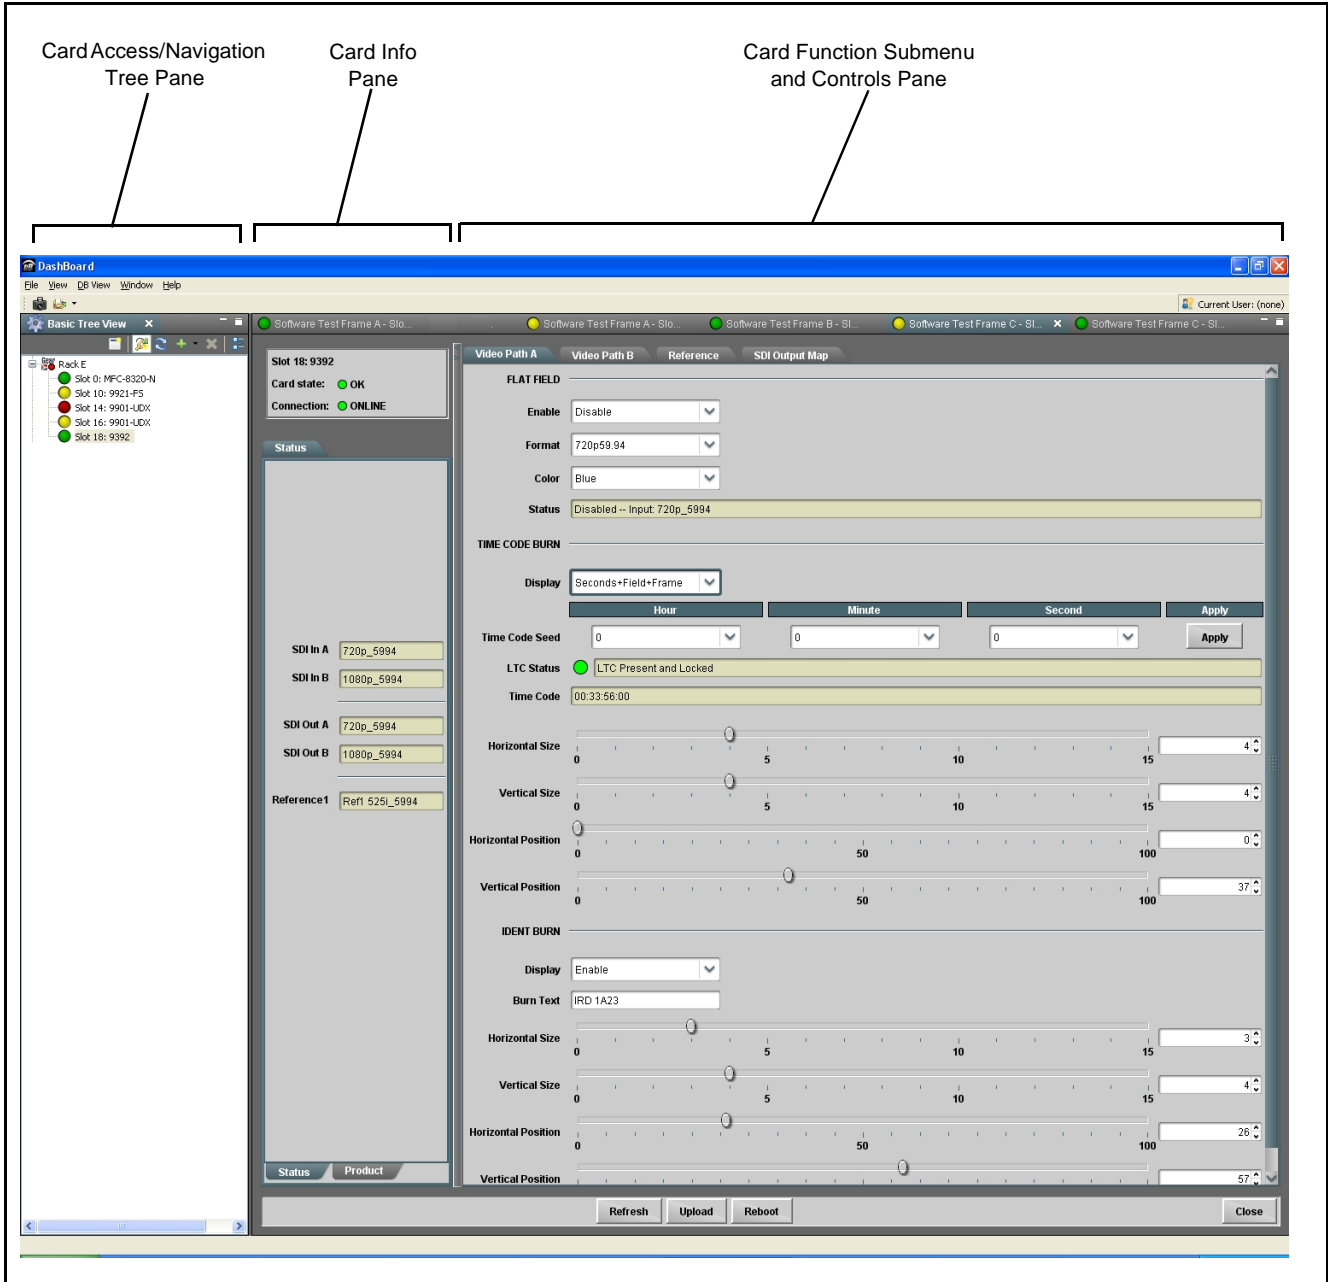 Card Access/Navigation
Tree Pane
Card Info
Pane
Card Function Submenu
and Controls Pane
DashBoard
File View DB View Window Help
Current User: (none)
Basic Tree View
Software Test Frame A - Slo...
Software Test Frame A - Slo...
Software Test Frame B - Sl...
Software Test Frame C - Sl...
Software Test Frame C - Sl...
Rack E
Slot 0: MFC-8320-N
Slot 10: 9921-FS
Slot 14: 9901-UDX
Slot 16: 9901-UDX
Slot 18: 9392
Slot 18: 9392
Card state: OK
Connection: ONLINE
Status
SDI In A 720p_5994
SDI In B 1080p_5994
SDI Out A 720p_5994
SDI Out B 1080p_5994
Reference1 Ref1 525i_5994
Status Product
Video Path A Video Path B Reference SDI Output Map
FLAT FIELD
Enable Disable
Format 720p59.94
Color Blue
Status Disabled -- Input: 720p_5994
TIME CODE BURN
Display Seconds+Field+Frame
Hour Minute Second Apply
Time Code Seed 0 0 0 Apply
LTC Status LTC Present and Locked
Time Code 00:33:56:00
Horizontal Size 4
0 5 10 15
Vertical Size 4
0 5 10 15
Horizontal Position 0
0 50 100
Vertical Position 37
0 50 100
IDENT BURN
Display Enable
Burn Text IRD 1A23
Horizontal Size 3
0 5 10 15
Vertical Size 4
0 5 10 15
Horizontal Position 26
0 50 100
Vertical Position 57
Refresh Upload Reboot Close